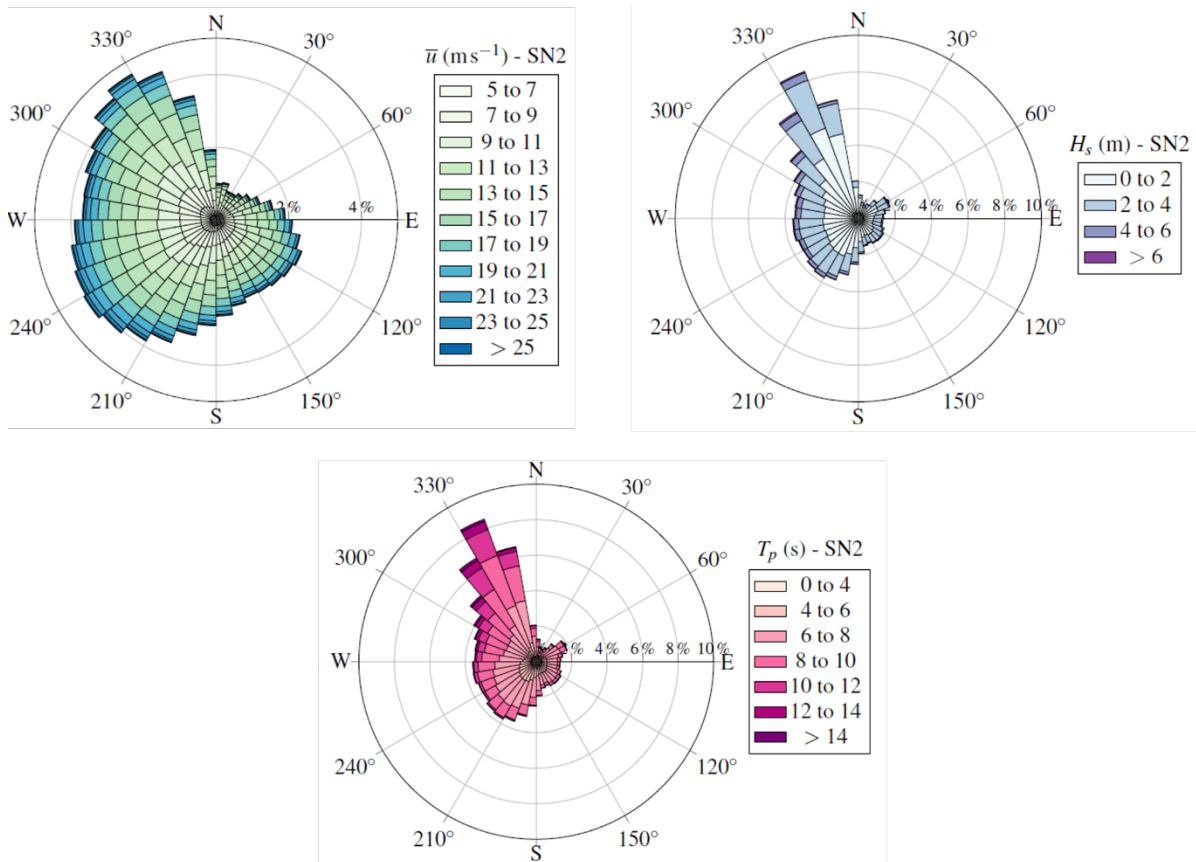 N
330°
30°
300°
60°
W
2%
4%
E
240°
120°
210°
150°
S
u̅ (m s⁻¹) - SN2
5 to 7
7 to 9
9 to 11
11 to 13
13 to 15
15 to 17
17 to 19
19 to 21
21 to 23
23 to 25
> 25
N
330°
30°
300°
60°
W
4% 6% 8% 10%
E
240°
120°
210°
150°
S
Hₛ (m) - SN2
0 to 2
2 to 4
4 to 6
> 6
N
330°
30°
300°
60°
W
4% 6% 8% 10%
E
240°
120°
210°
150°
S
Tₚ (s) - SN2
0 to 4
4 to 6
6 to 8
8 to 10
10 to 12
12 to 14
> 14